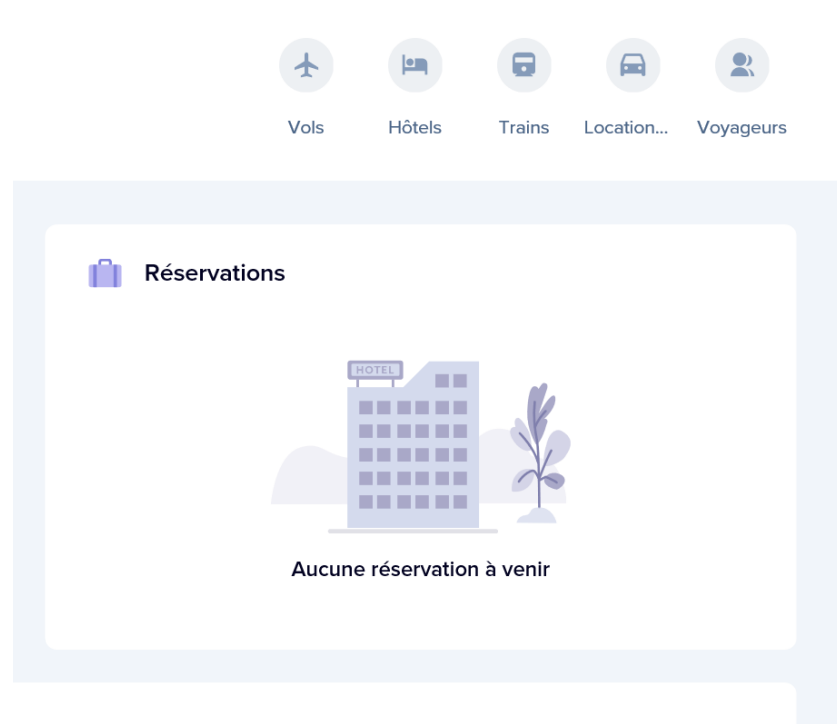 Vols
Hôtels
Trains
Location...
Voyageurs
Réservations
HOTEL
Aucune réservation à venir